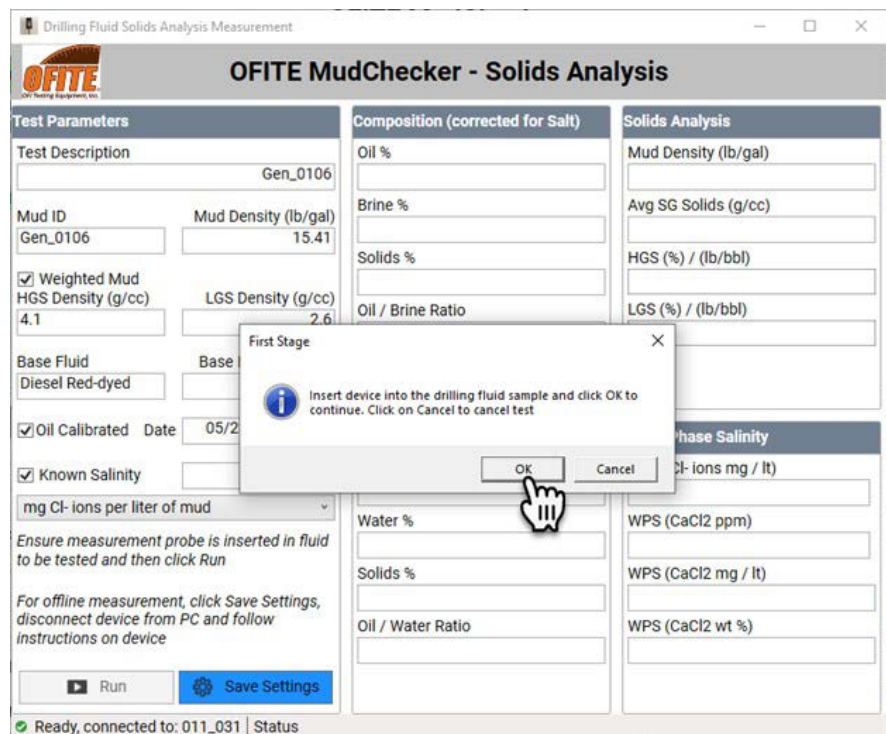 Drilling Fluid Solids Analysis Measurement
OFITE
OFI Testing Equipment, Inc.
OFITE MudChecker - Solids Analysis
Test Parameters
Test Description
Gen_0106
Mud ID
Mud Density (lb/gal)
Gen_0106
15.41
Weighted Mud
HGS Density (g/cc)
LGS Density (g/cc)
4.1
2.6
Base Fluid
Base
Diesel Red-dyed
Oil Calibrated
Date
05/2
Known Salinity
mg Cl- ions per liter of mud
Ensure measurement probe is inserted in fluid
to be tested and then click Run
For offline measurement, click Save Settings,
disconnect device from PC and follow
instructions on device
Run
Save Settings
Composition (corrected for Salt)
Oil %
Brine %
Solids %
Oil / Brine Ratio
Water %
Solids %
Oil / Water Ratio
Solids Analysis
Mud Density (lb/gal)
Avg SG Solids (g/cc)
HGS (%) / (lb/bbl)
LGS (%) / (lb/bbl)
Phase Salinity
Cl- ions mg / lt)
WPS (CaCl2 ppm)
WPS (CaCl2 mg / lt)
WPS (CaCl2 wt %)
First Stage
Insert device into the drilling fluid sample and click OK to
continue. Click on Cancel to cancel test
OK
Cancel
Ready, connected to: 011_031
Status